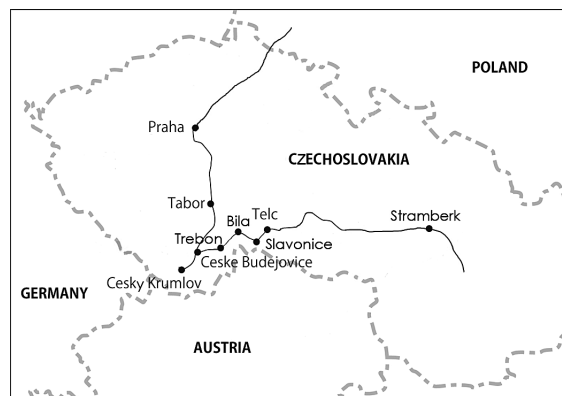 POLAND
Praha
CZECHOSLOVAKIA
Tabor
Bila
Telc
Stramberk
Trebon
Slavonice
Ceske Budejovice
Cesky Krumlov
GERMANY
AUSTRIA